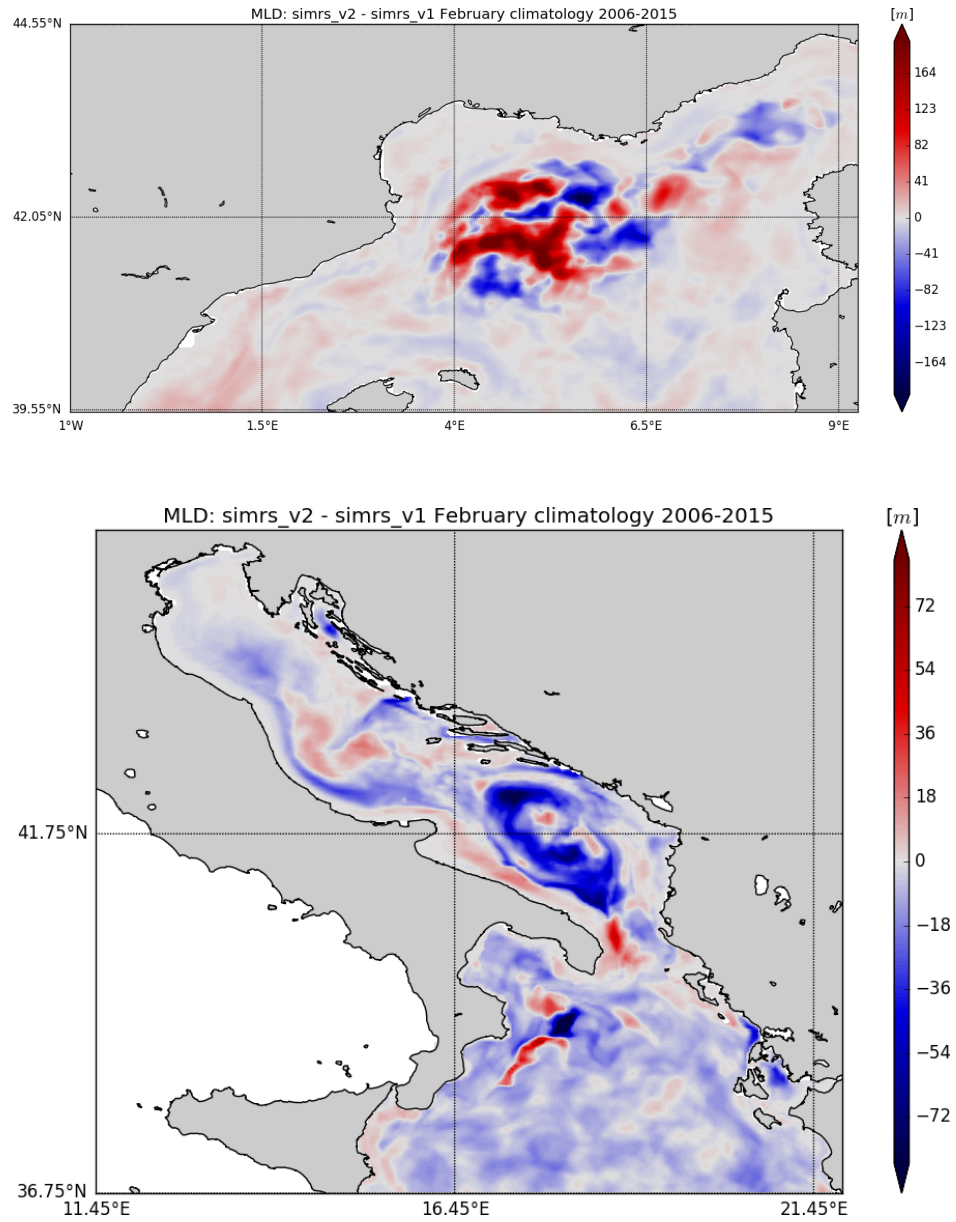 MLD: simrs_v2 - simrs_v1 February climatology 2006-2015
[m]
44.55°N
42.05°N
39.55°N
1°W
1.5°E
4°E
6.5°E
9°E
164
123
82
41
0
−41
−82
−123
−164
MLD: simrs_v2 - simrs_v1 February climatology 2006-2015
[m]
41.75°N
36.75°N
11.45°E
16.45°E
21.45°E
72
54
36
18
0
−18
−36
−54
−72